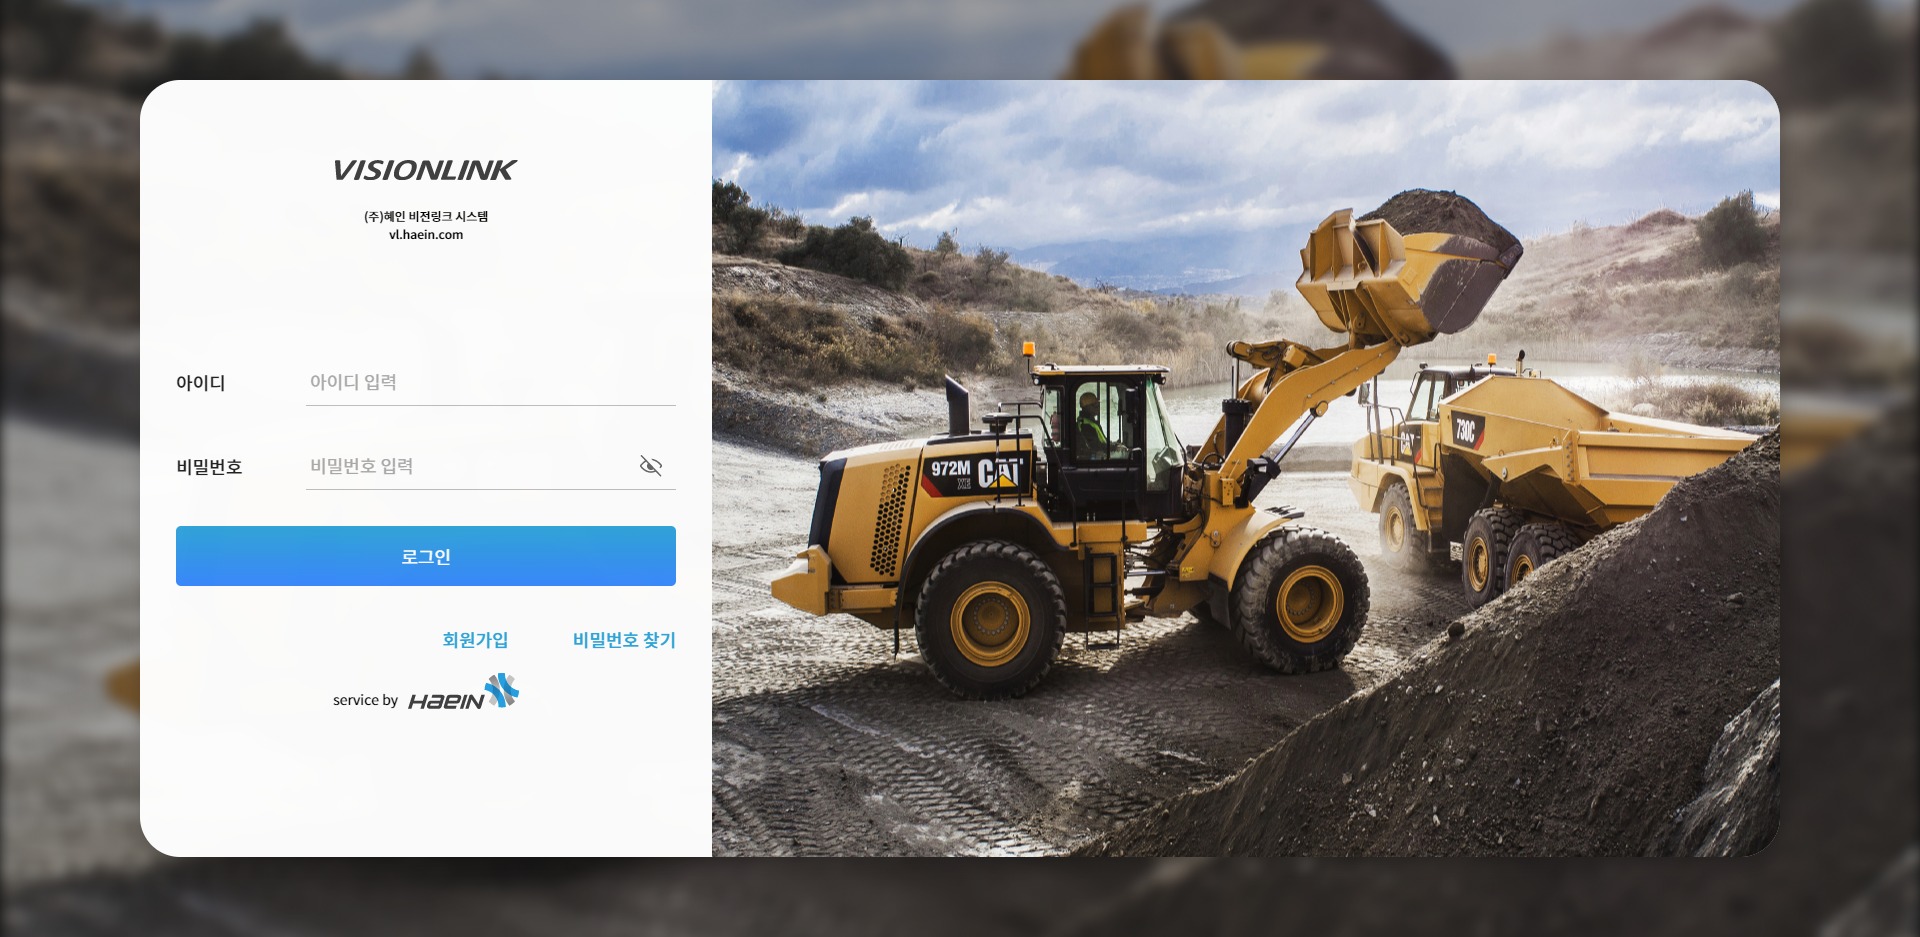 VISIONLINK
(주)혜인 비전링크 시스템
vl.haein.com
아이디
아이디 입력
비밀번호
비밀번호 입력
로그인
회원가입
비밀번호 찾기
service by HAEIN
972M
XE
CAT
CAT
730C